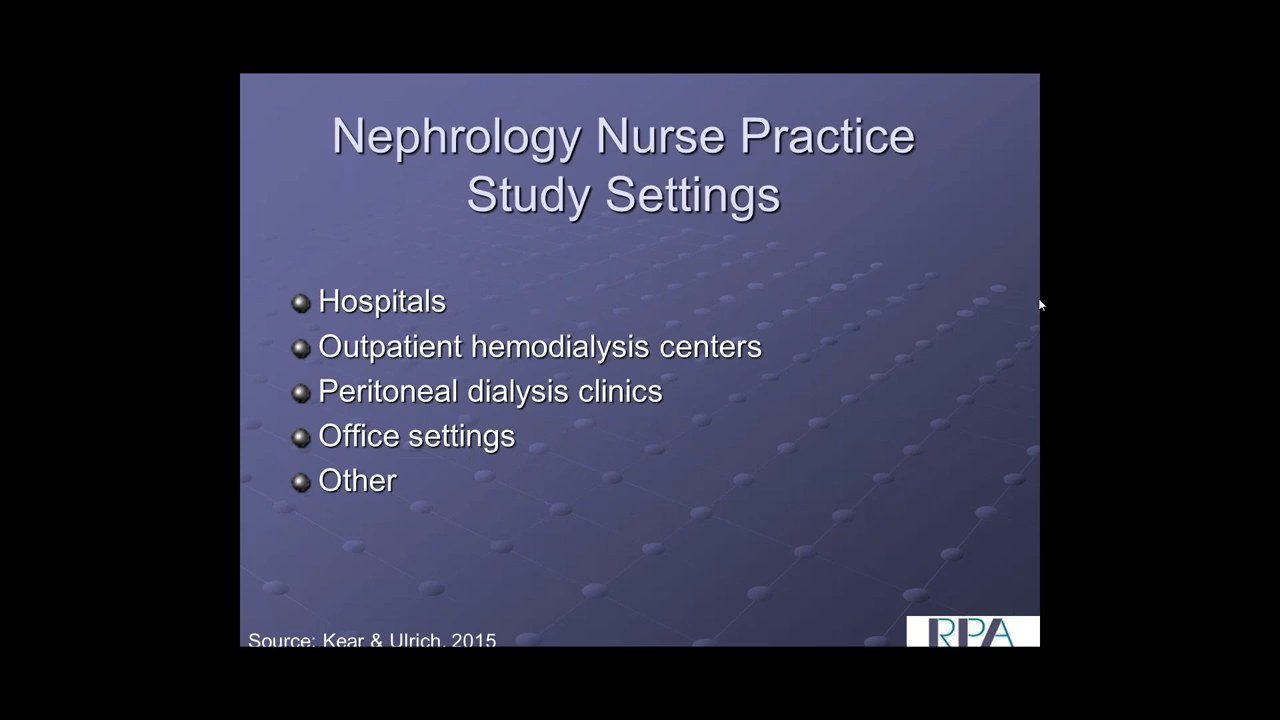 Nephrology Nurse Practice
Study Settings
Hospitals
Outpatient hemodialysis centers
Peritoneal dialysis clinics
Office settings
Other
Source: Kear & Ulrich, 2015
RPA